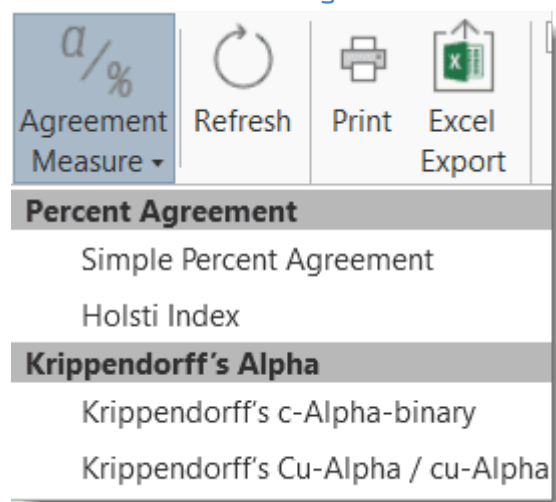 α/%
Agreement Measure
Refresh
Print
Excel Export
Percent Agreement
Simple Percent Agreement
Holsti Index
Krippendorff's Alpha
Krippendorff's c-Alpha-binary
Krippendorff's Cu-Alpha / cu-Alpha